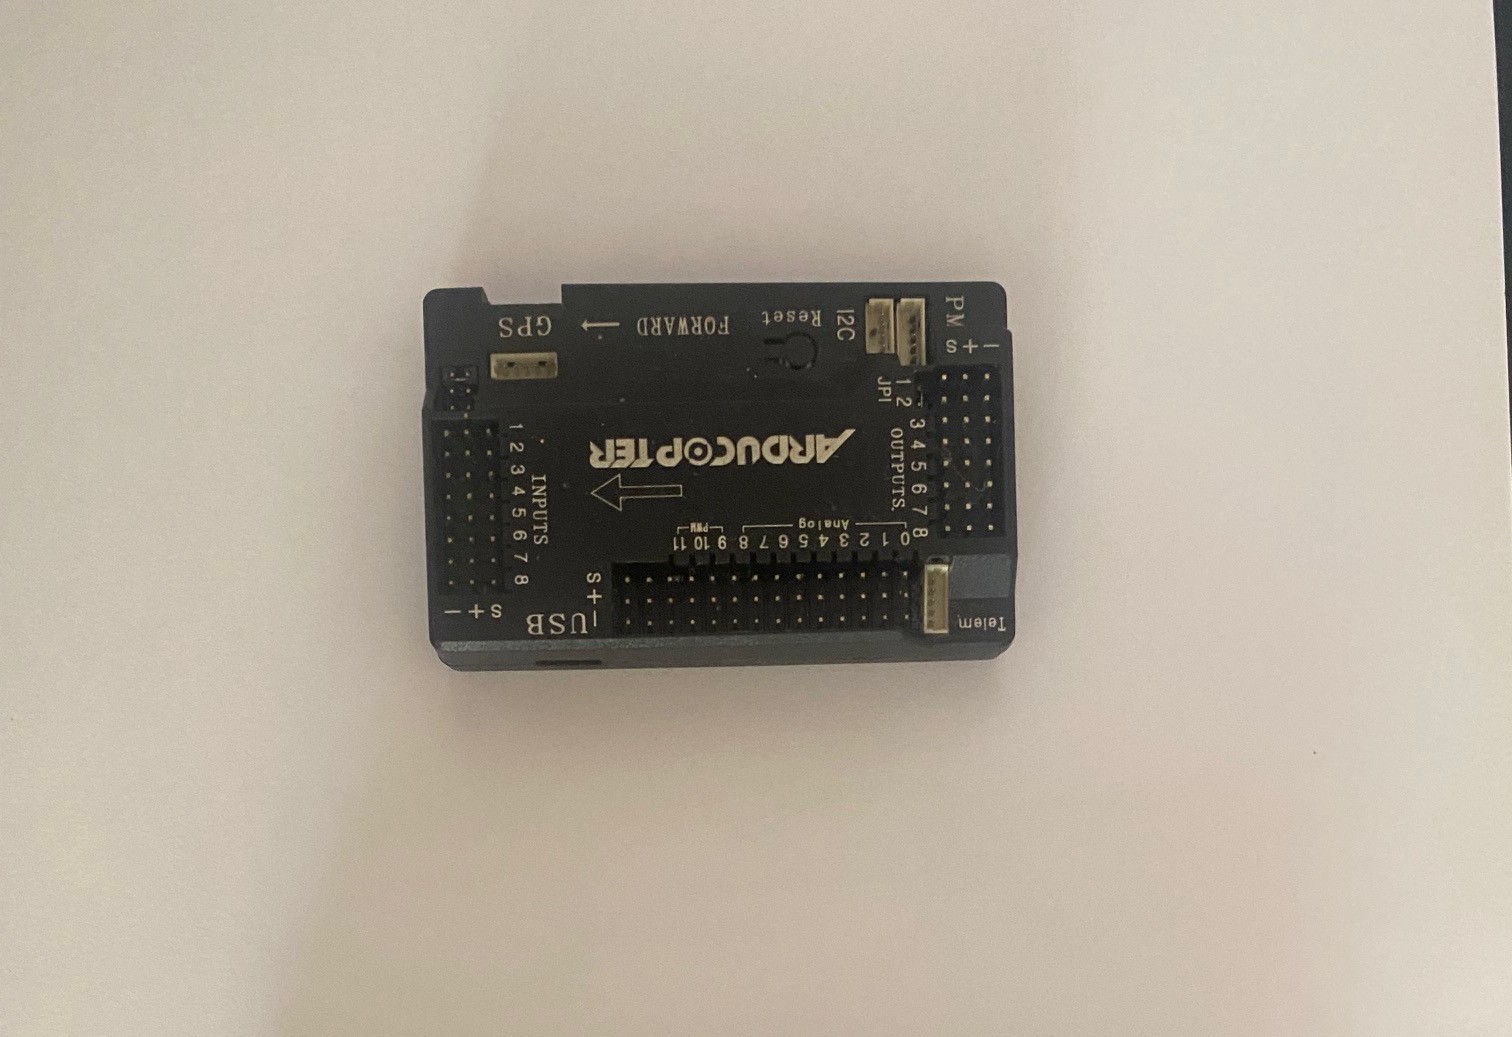 GPS
← FORWARD
Reset
I2C
PM
s + -
1 2
JP1
3 4 5 6 7 8
OUTPUTS
ARDUCOPTER
1 2 3 4 5 6 7 8
INPUTS
s + -
0 1 2 3 4 5 6 7 8 9 10 11
Analog
PWM
s + -
USB
Telem